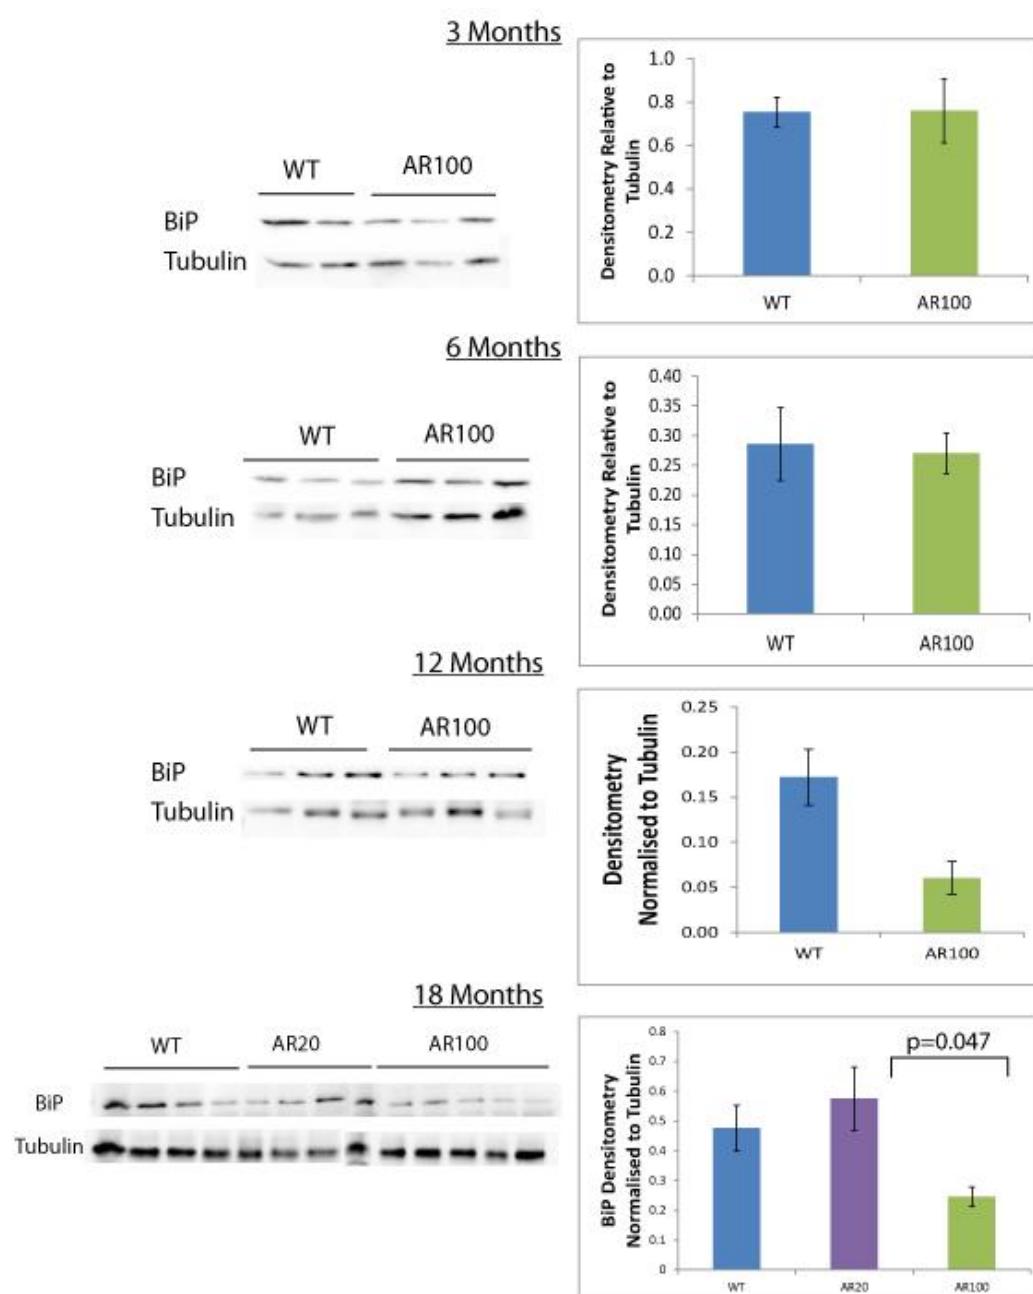 3 Months
WT AR100
BiP
Tubulin
Densitometry Relative to
Tubulin
1.0
0.8
0.6
0.4
0.2
0.0
WT AR100
6 Months
WT AR100
BiP
Tubulin
Densitometry Relative to
Tubulin
0.40
0.35
0.30
0.25
0.20
0.15
0.10
0.05
0.00
WT AR100
12 Months
WT AR100
BiP
Tubulin
Densitometry
Normalised to Tubulin
0.25
0.20
0.15
0.10
0.05
0.00
WT AR100
18 Months
WT AR20 AR100
BiP
Tubulin
BiP Densitometry
Normalised to Tubulin
0.8
0.7
0.6
0.5
0.4
0.3
0.2
0.1
0
p=0.047
WT AR20 AR100